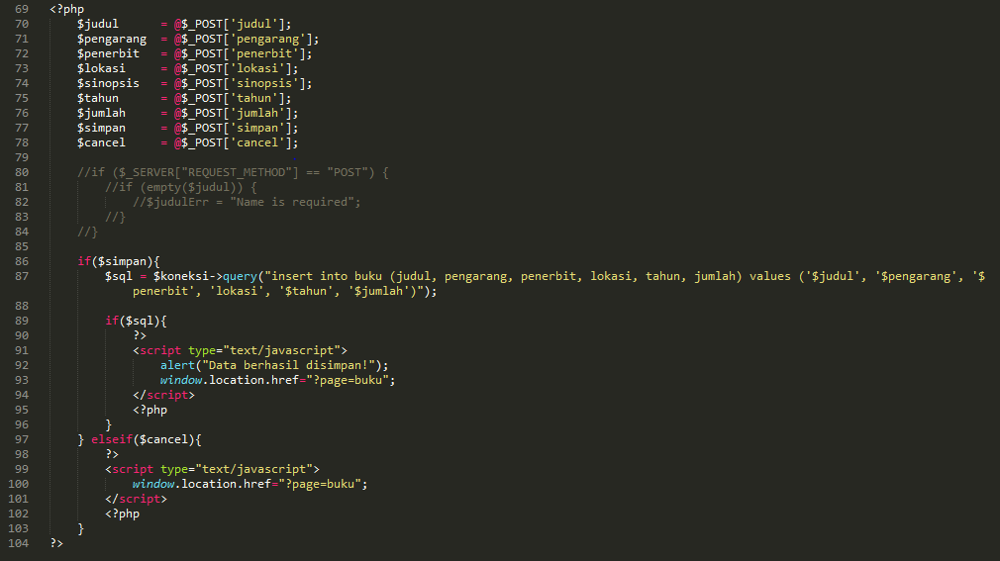 69 <?php
70 $judul = @$_POST['judul'];
71 $pengarang = @$_POST['pengarang'];
72 $penerbit = @$_POST['penerbit'];
73 $lokasi = @$_POST['lokasi'];
74 $sinopsis = @$_POST['sinopsis'];
75 $tahun = @$_POST['tahun'];
76 $jumlah = @$_POST['jumlah'];
77 $simpan = @$_POST['simpan'];
78 $cancel = @$_POST['cancel'];
79
80 //if ($_SERVER["REQUEST_METHOD"] == "POST") {
81 //if (empty($judul)) {
82 //$judulErr = "Name is required";
83 //}
84 //}
85
86 if($simpan){
87 $sql = $koneksi->query("insert into buku (judul, pengarang, penerbit, lokasi, tahun, jumlah) values ('$judul', '$pengarang', '$
penerbit', 'lokasi', '$tahun', '$jumlah')");
88
89 if($sql){
90 ?>
91 <script type="text/javascript">
92 alert("Data berhasil disimpan!");
93 window.location.href="?page=buku";
94 </script>
95 <?php
96 }
97 } elseif($cancel){
98 ?>
99 <script type="text/javascript">
100 window.location.href="?page=buku";
101 </script>
102 <?php
103 }
104 ?>